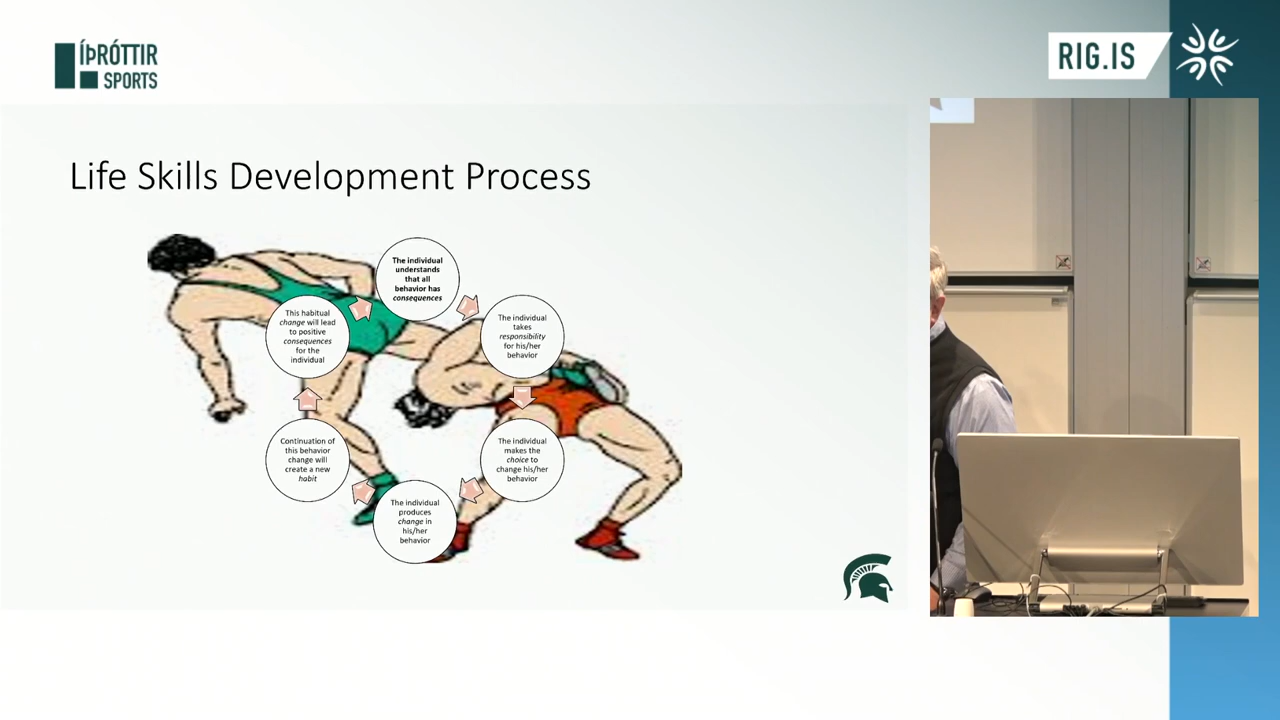 ÍÞRÓTTIR
SPORTS
RIG.IS
Life Skills Development Process
The individual
understands
that all
behavior has
consequences
The individual
takes
responsibility
for his/her
behavior
The individual
makes the
choice to
change his/her
behavior
The individual
produces
change in
his/her
behavior
Continuation of
this behavior
change will
create a new
habit
This habitual
change will lead
to positive
consequences
for the
individual